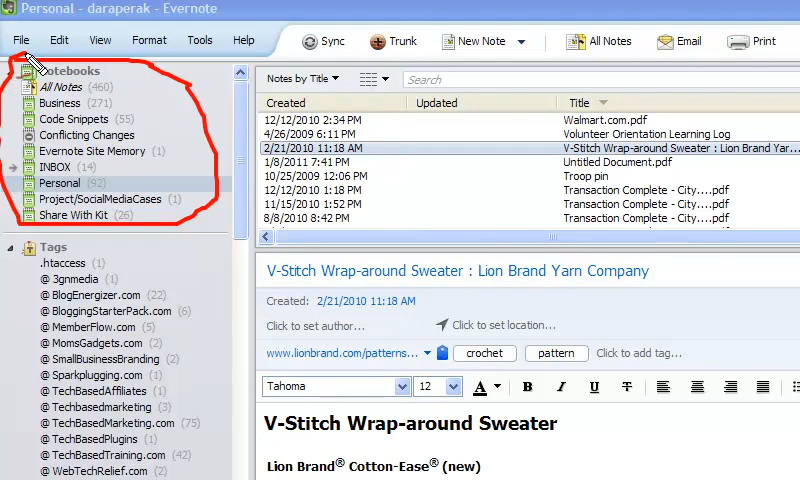 Personal - daraperak - Evernote
File Edit View Format Tools Help Sync Trunk New Note All Notes Email Print
Notebooks
All Notes (460)
Business (271)
Code Snippets (55)
Conflicting Changes
Evernote Site Memory (1)
INBOX (14)
Personal (92)
Project/SocialMediaCases (1)
Share With Kit (26)
Tags
.htaccess (1)
@ 3gnmedia (1)
@ BlogEnergizer.com (22)
@ BloggingStarterPack.com (6)
@ MemberFlow.com (5)
@ MomsGadgets.com (2)
@ SmallBusinessBranding (2)
@ Sparkplugging.com (1)
@ TechBasedAffiliates (1)
@ Techbasedmarketing (3)
@ TechBasedMarketing.com (75)
@ TechBasedPlugins (1)
@ TechBasedTraining.com (42)
@ WebTechRelief.com (2)
Notes by Title Search
Created Updated Title
12/12/2010 2:34 PM Walmart.com.pdf
4/26/2009 6:11 PM Volunteer Orientation Learning Log
2/21/2010 11:18 AM V-Stitch Wrap-around Sweater : Lion Brand Yar...
1/8/2011 7:41 PM Untitled Document.pdf
10/25/2009 12:06 PM Troop pin
12/12/2010 1:18 PM Transaction Complete - City....pdf
12/12/2010 1:52 PM Transaction Complete - City....pdf
8/8/2010 8:42 PM Transaction Complete - City....pdf
V-Stitch Wrap-around Sweater : Lion Brand Yarn Company
Created: 2/21/2010 11:18 AM
Click to set author... Click to set location...
www.lionbrand.com/patterns... crochet pattern Click to add tag...
Tahoma 12 A B I U T
V-Stitch Wrap-around Sweater
Lion Brand® Cotton-Ease® (new)